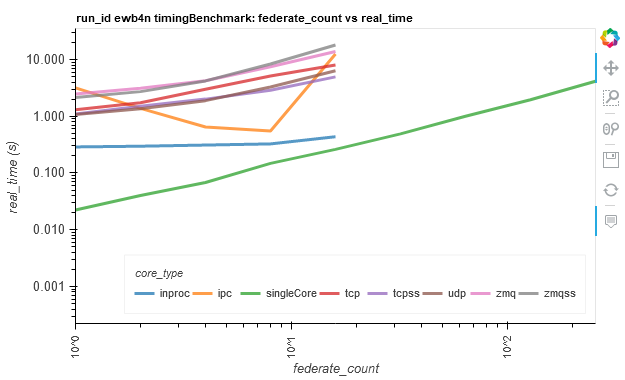 run_id ewb4n timingBenchmark: federate_count vs real_time
10.000
1.000
0.100
0.010
0.001
real_time (s)
core_type
inproc ipc singleCore tcp tcpss udp zmq zmqss
10^0 10^1 10^2
federate_count